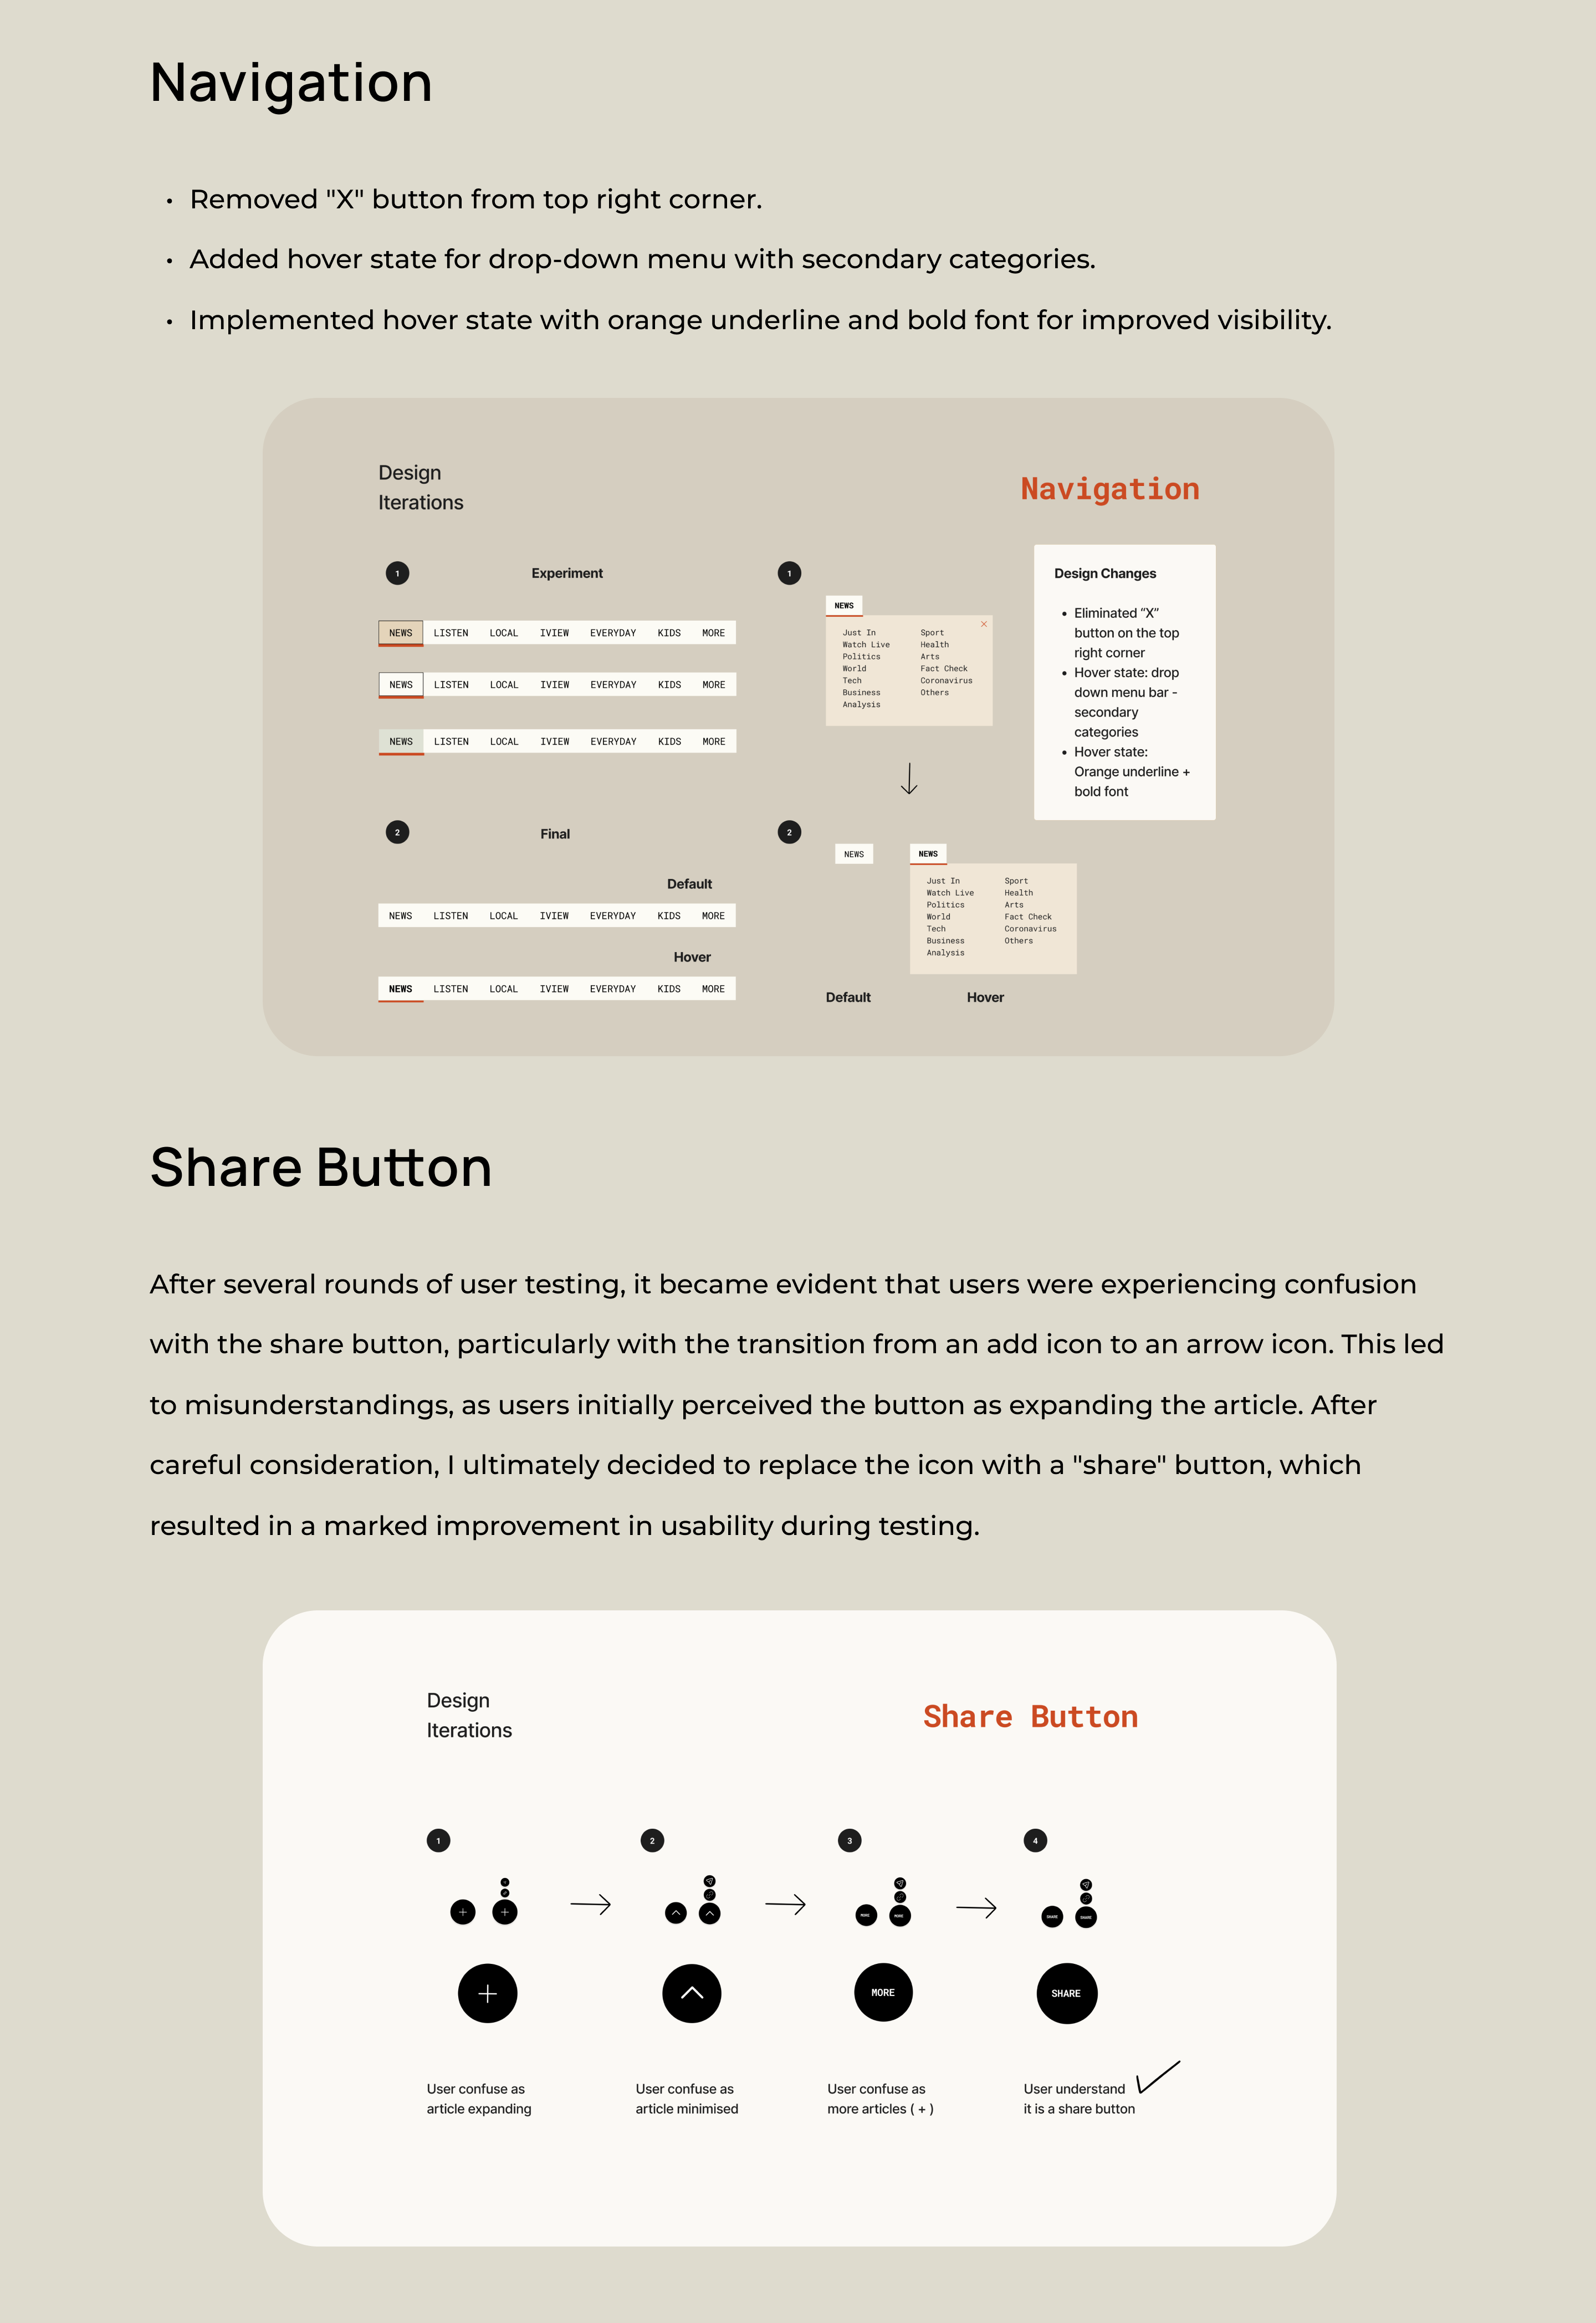 Navigation
• Removed "X" button from top right corner.
• Added hover state for drop-down menu with secondary categories.
• Implemented hover state with orange underline and bold font for improved visibility.
Design
Iterations
Navigation
1
Experiment
NEWS LISTEN LOCAL IVIEW EVERYDAY KIDS MORE
NEWS LISTEN LOCAL IVIEW EVERYDAY KIDS MORE
NEWS LISTEN LOCAL IVIEW EVERYDAY KIDS MORE
2
Final
Default
NEWS LISTEN LOCAL IVIEW EVERYDAY KIDS MORE
Hover
NEWS LISTEN LOCAL IVIEW EVERYDAY KIDS MORE
1
NEWS
Just In Sport
Watch Live Health
Politics Arts
World Fact Check
Tech Coronavirus
Business Others
Analysis
2
NEWS
NEWS
Just In Sport
Watch Live Health
Politics Arts
World Fact Check
Tech Coronavirus
Business Others
Analysis
Default Hover
Design Changes
• Eliminated “X”
button on the top
right corner
• Hover state: drop
down menu bar -
secondary
categories
• Hover state:
Orange underline +
bold font
Share Button
After several rounds of user testing, it became evident that users were experiencing confusion
with the share button, particularly with the transition from an add icon to an arrow icon. This led
to misunderstandings, as users initially perceived the button as expanding the article. After
careful consideration, I ultimately decided to replace the icon with a "share" button, which
resulted in a marked improvement in usability during testing.
Design
Iterations
Share Button
1
User confuse as
article expanding
2
User confuse as
article minimised
3
MORE MORE
MORE
User confuse as
more articles ( + )
4
SHARE SHARE
SHARE
User understand
it is a share button